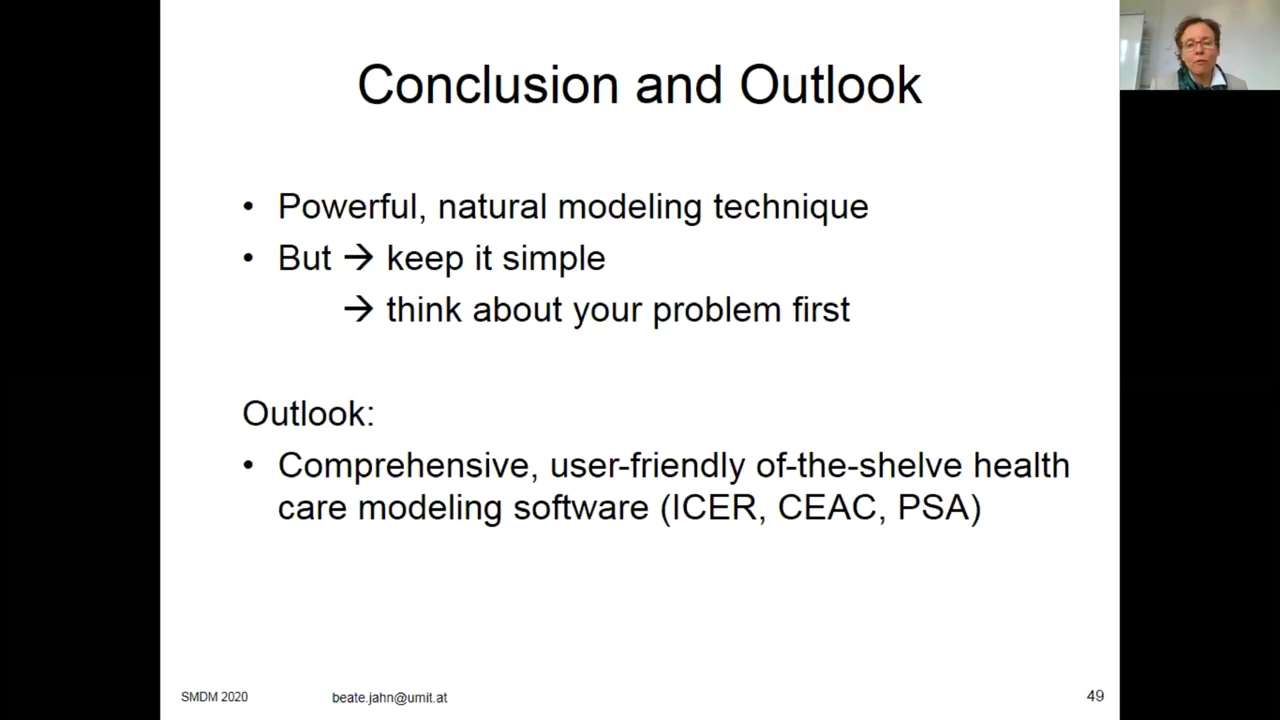 Conclusion and Outlook
• Powerful, natural modeling technique
• But → keep it simple
→ think about your problem first
Outlook:
• Comprehensive, user-friendly of-the-shelve health
care modeling software (ICER, CEAC, PSA)
SMDM 2020 beate.jahn@umit.at 49